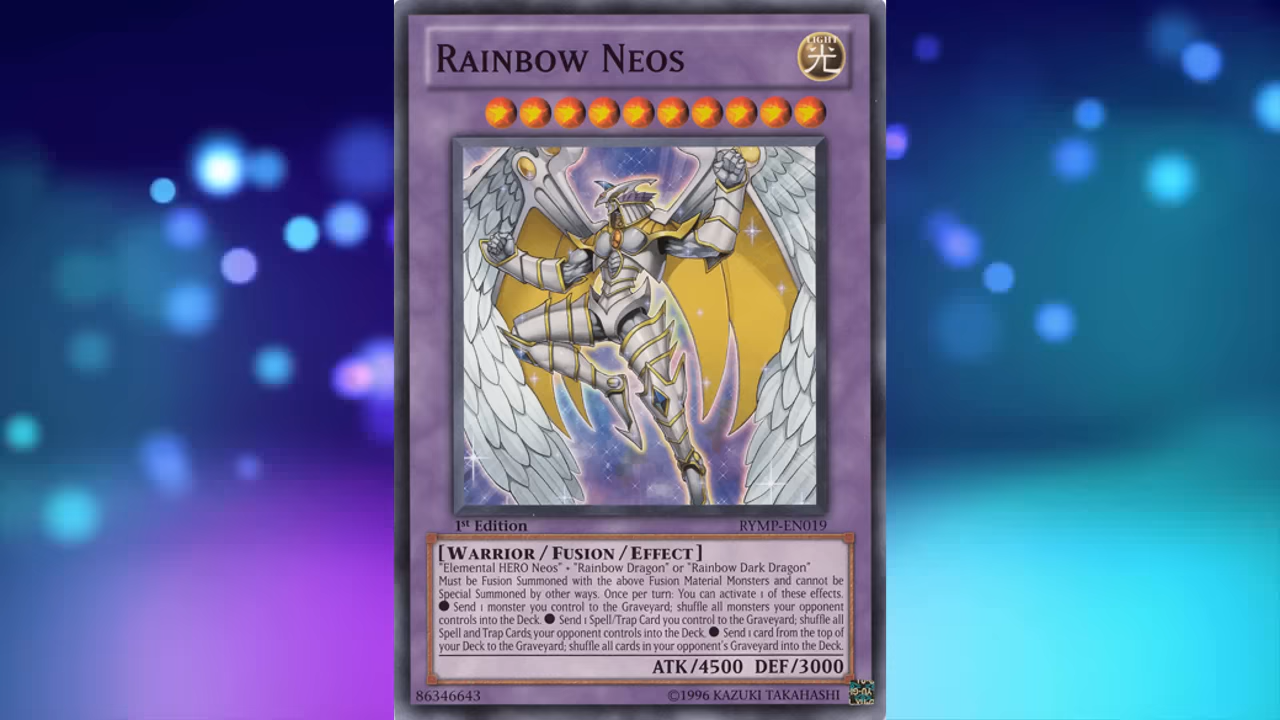 RAINBOW NEOS
LIGHT
光
1st Edition
RYMP-EN019
[WARRIOR / FUSION / EFFECT]
"Elemental HERO Neos" + "Rainbow Dragon" or "Rainbow Dark Dragon"
Must be Fusion Summoned with the above Fusion Material Monsters and cannot be
Special Summoned by other ways. Once per turn: You can activate 1 of these effects.
● Send 1 monster you control to the Graveyard; shuffle all monsters your opponent
controls into the Deck. ● Send 1 Spell/Trap Card you control to the Graveyard; shuffle all
Spell and Trap Cards your opponent controls into the Deck. ● Send 1 card from the top of
your Deck to the Graveyard; shuffle all cards in your opponent's Graveyard into the Deck.
ATK/4500 DEF/3000
86346643
©1996 KAZUKI TAKAHASHI